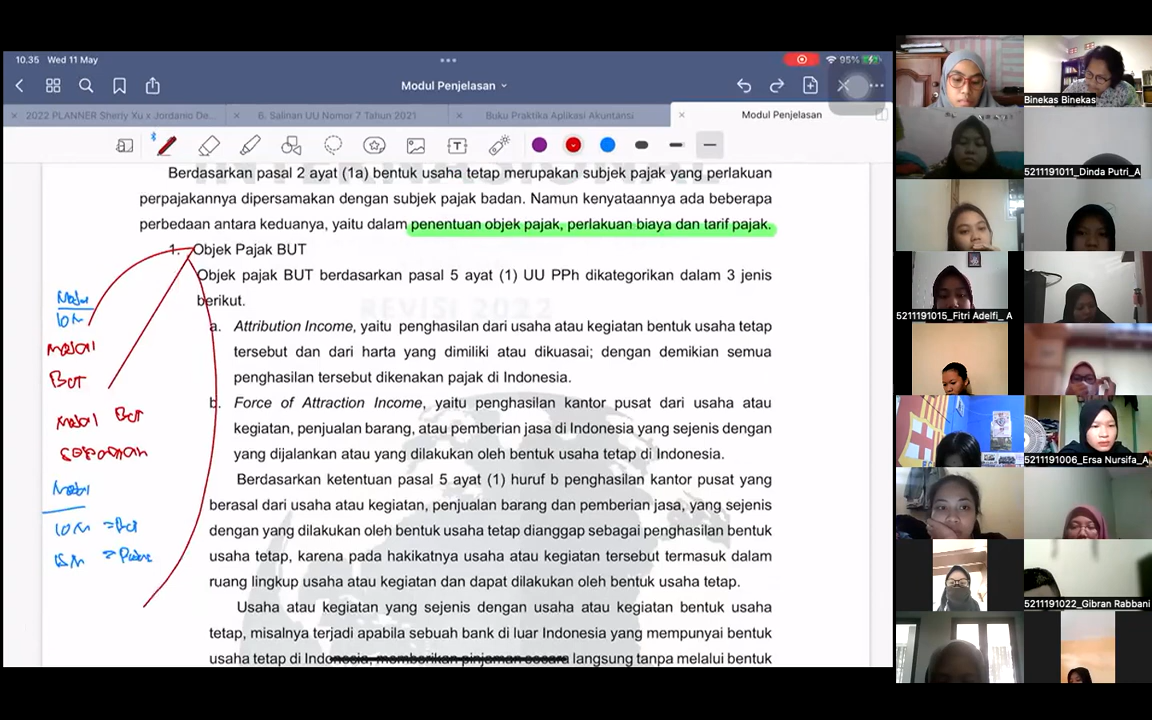 10.35 Wed 11 May
95%
Modul Penjelasan
2022 PLANNER Sherly Xu x Jordanio De...
6. Salinan UU Nomor 7 Tahun 2021
Buku Praktika Aplikasi Akuntansi
Modul Penjelasan
Berdasarkan pasal 2 ayat (1a) bentuk usaha tetap merupakan subjek pajak yang perlakuan
perpajakannya dipersamakan dengan subjek pajak badan. Namun kenyataannya ada beberapa
perbedaan antara keduanya, yaitu dalam penentuan objek pajak, perlakuan biaya dan tarif pajak.
1. Objek Pajak BUT
Objek pajak BUT berdasarkan pasal 5 ayat (1) UU PPh dikategorikan dalam 3 jenis
berikut.
REVISI 2022
a. Attribution Income, yaitu penghasilan dari usaha atau kegiatan bentuk usaha tetap
tersebut dan dari harta yang dimiliki atau dikuasai; dengan demikian semua
penghasilan tersebut dikenakan pajak di Indonesia.
b. Force of Attraction Income, yaitu penghasilan kantor pusat dari usaha atau
kegiatan, penjualan barang, atau pemberian jasa di Indonesia yang sejenis dengan
yang dijalankan atau yang dilakukan oleh bentuk usaha tetap di Indonesia.
Berdasarkan ketentuan pasal 5 ayat (1) huruf b penghasilan kantor pusat yang
berasal dari usaha atau kegiatan, penjualan barang dan pemberian jasa, yang sejenis
dengan yang dilakukan oleh bentuk usaha tetap dianggap sebagai penghasilan bentuk
usaha tetap, karena pada hakikatnya usaha atau kegiatan tersebut termasuk dalam
ruang lingkup usaha atau kegiatan dan dapat dilakukan oleh bentuk usaha tetap.
Usaha atau kegiatan yang sejenis dengan usaha atau kegiatan bentuk usaha
tetap, misalnya terjadi apabila sebuah bank di luar Indonesia yang mempunyai bentuk
usaha tetap di Indonesia, memberikan pinjaman secara langsung tanpa melalui bentuk
10 M
BUT
BUT
10 M = BUT
15 M
Binekas Binekas
5211191011_Dinda Putri_A
5211191015_Fitri Adelfi_ A
5211191006_Ersa Nursifa_A
5211191022_Gibran Rabbani